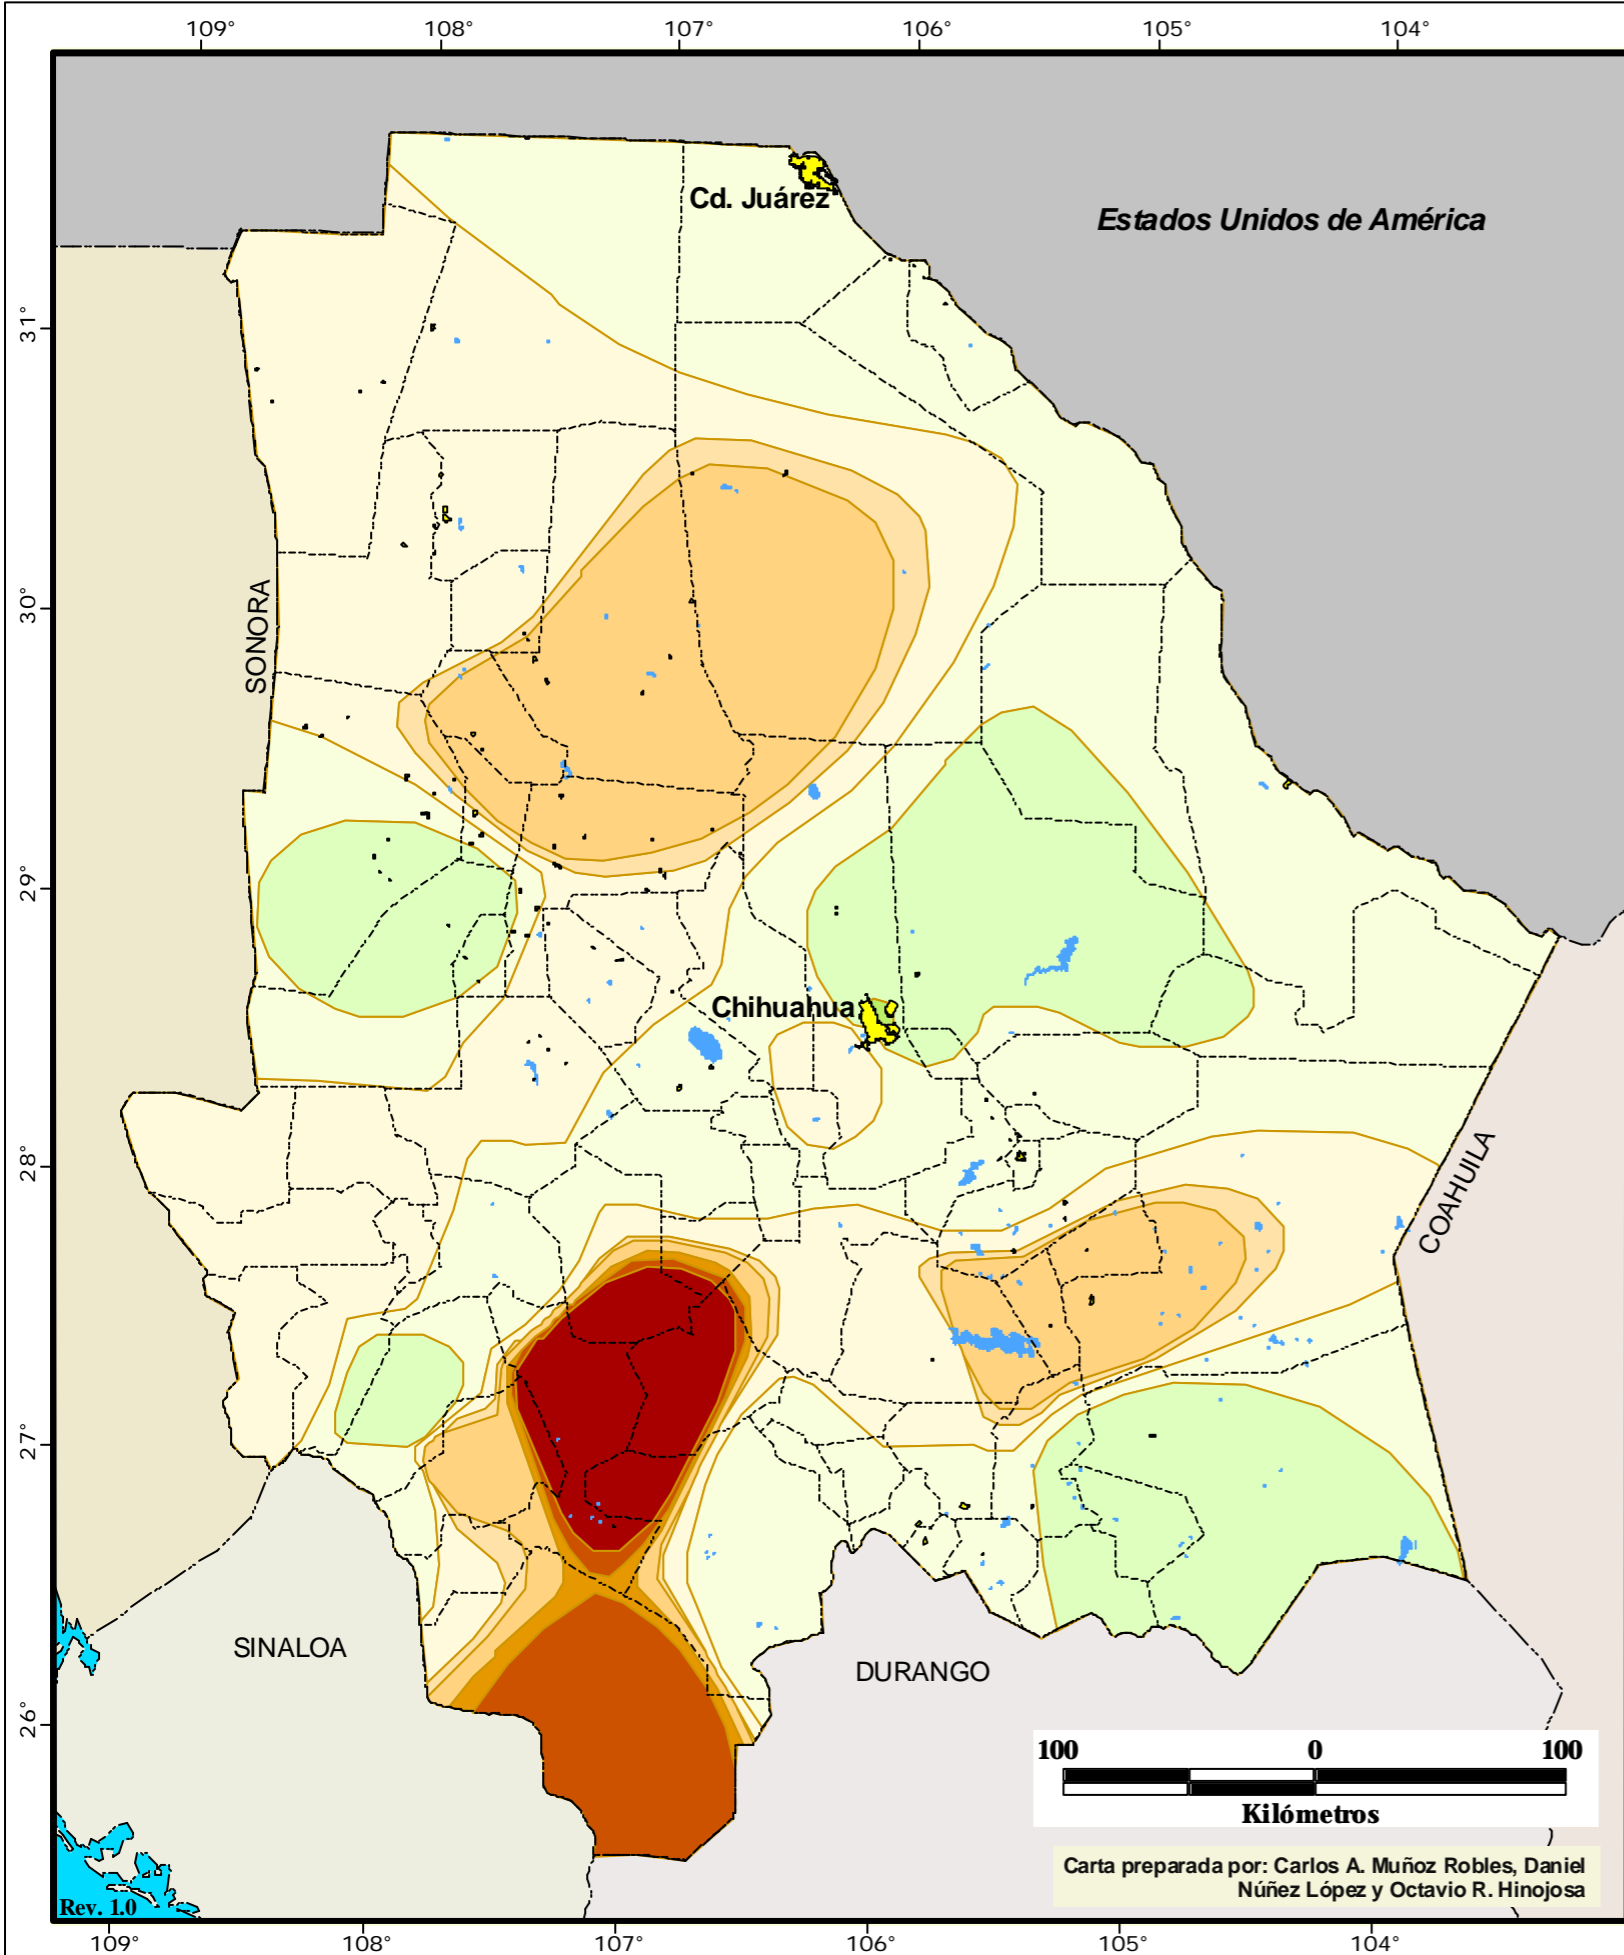 109° 108° 107° 106° 105° 104°
Cd. Juárez
Estados Unidos de América
31°
30°
SONORA
29°
Chihuahua
28°
COAHUILA
27°
SINALOA
DURANGO
26°
100 0 100
Kilómetros
Carta preparada por: Carlos A. Muñoz Robles, Daniel
Núñez López y Octavio R. Hinojosa
Rev. 1.0
109° 108° 107° 106° 105° 104°